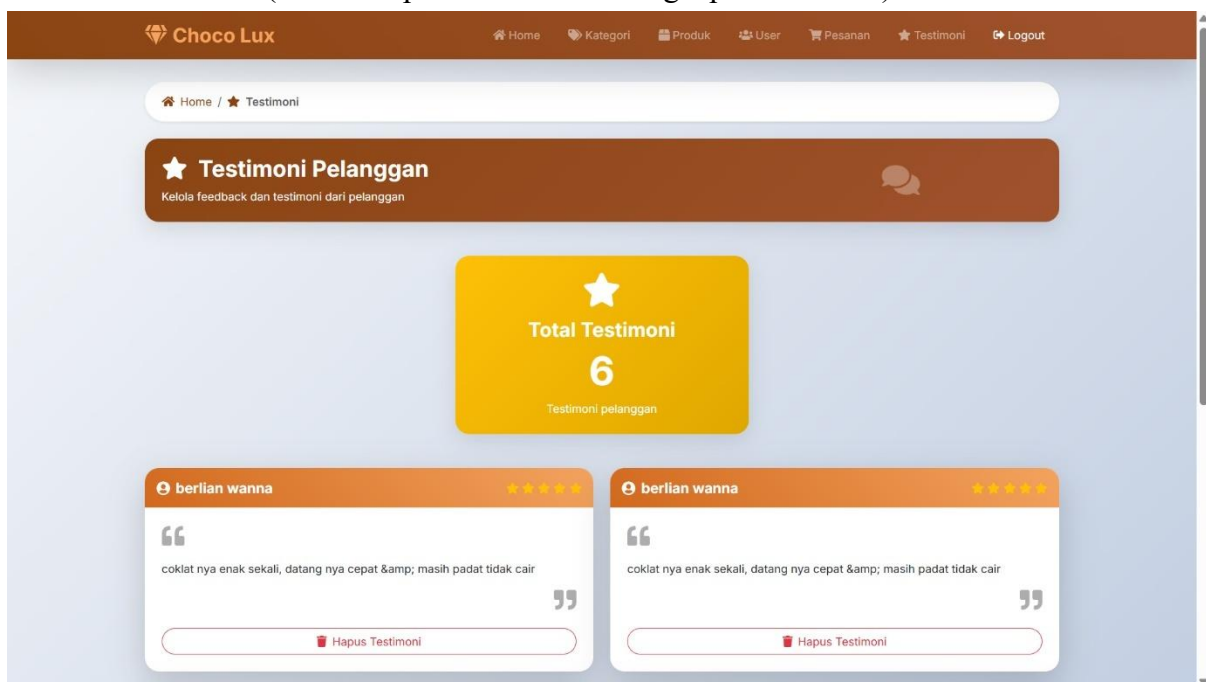 Choco Lux
Home Kategori Produk User Pesanan Testimoni Logout
Home / Testimoni
Testimoni Pelanggan
Kelola feedback dan testimoni dari pelanggan
Total Testimoni
6
Testimoni pelanggan
berlian wanna
“
coklat nya enak sekali, datang nya cepat &amp; masih padat tidak cair
”
Hapus Testimoni
berlian wanna
“
coklat nya enak sekali, datang nya cepat &amp; masih padat tidak cair
”
Hapus Testimoni